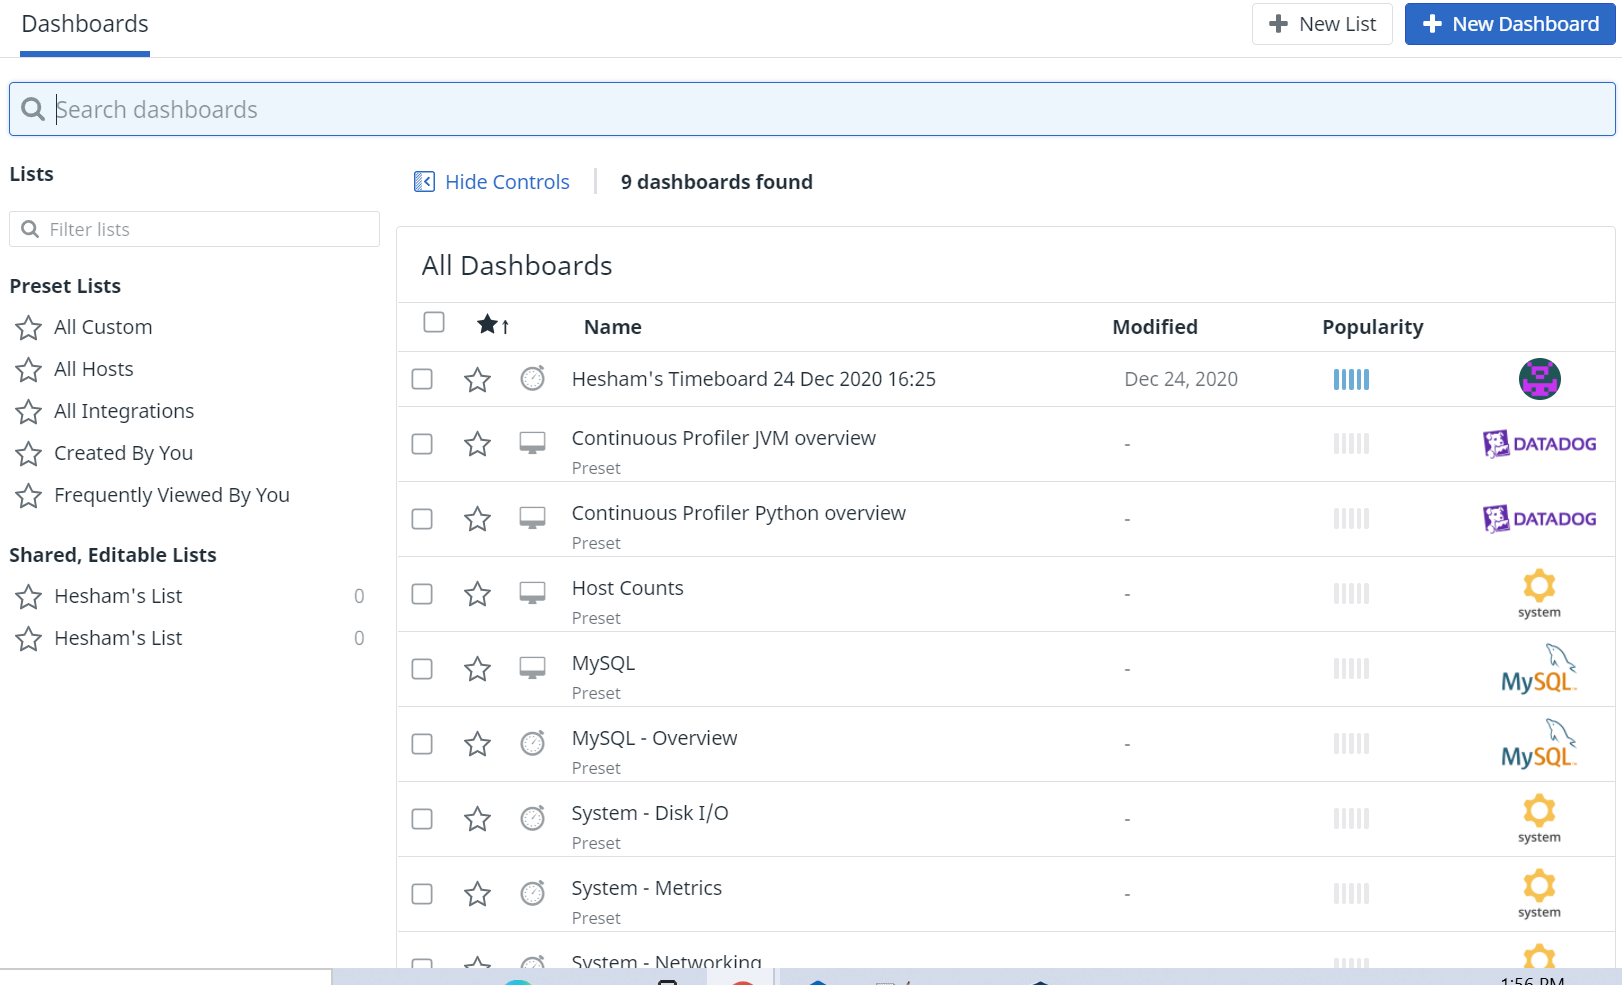 Dashboards
New List
New Dashboard
Search dashboards
Lists
Hide Controls
9 dashboards found
Filter lists
All Dashboards
Preset Lists
Name Modified Popularity
All Custom
All Hosts
All Integrations
Created By You
Frequently Viewed By You
Shared, Editable Lists
Hesham's List 0
Hesham's List 0
Hesham's Timeboard 24 Dec 2020 16:25 Dec 24, 2020
Continuous Profiler JVM overview - DATADOG
Preset
Continuous Profiler Python overview - DATADOG
Preset
Host Counts - system
Preset
MySQL - MySQL
Preset
MySQL - Overview - MySQL
Preset
System - Disk I/O - system
Preset
System - Metrics - system
Preset
System - Networking
1:56 PM